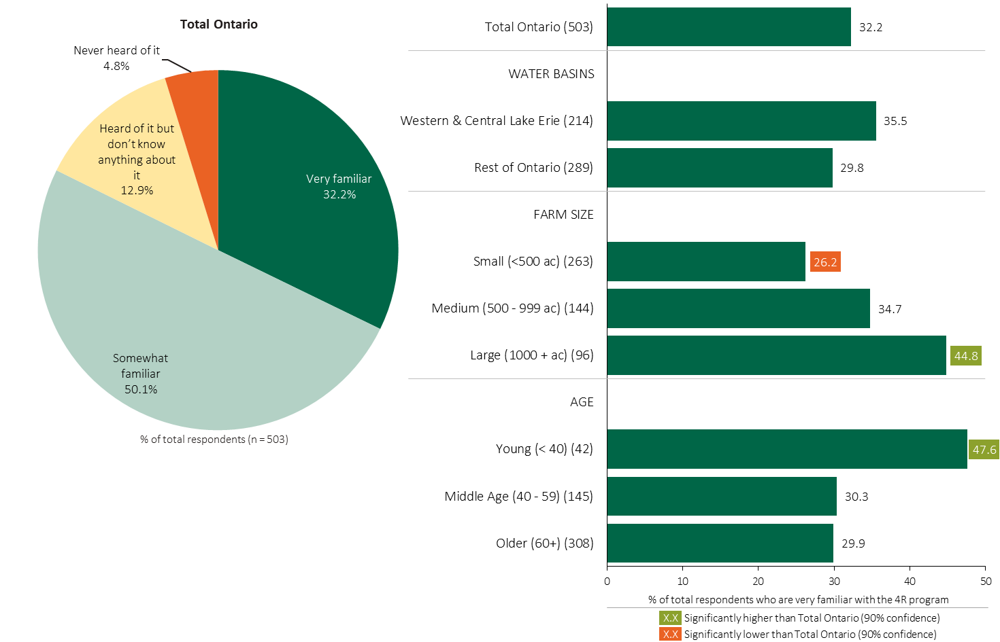 Total Ontario
Never heard of it
4.8%
Heard of it but
don’t know
anything about
it
12.9%
Very familiar
32.2%
Somewhat
familiar
50.1%
% of total respondents (n = 503)
Total Ontario (503)
32.2
WATER BASINS
Western & Central Lake Erie (214)
35.5
Rest of Ontario (289)
29.8
FARM SIZE
Small (<500 ac) (263)
26.2
Medium (500 - 999 ac) (144)
34.7
Large (1000 + ac) (96)
44.8
AGE
Young (< 40) (42)
47.6
Middle Age (40 - 59) (145)
30.3
Older (60+) (308)
29.9
0 10 20 30 40 50
% of total respondents who are very familiar with the 4R program
X.X Significantly higher than Total Ontario (90% confidence)
X.X Significantly lower than Total Ontario (90% confidence)